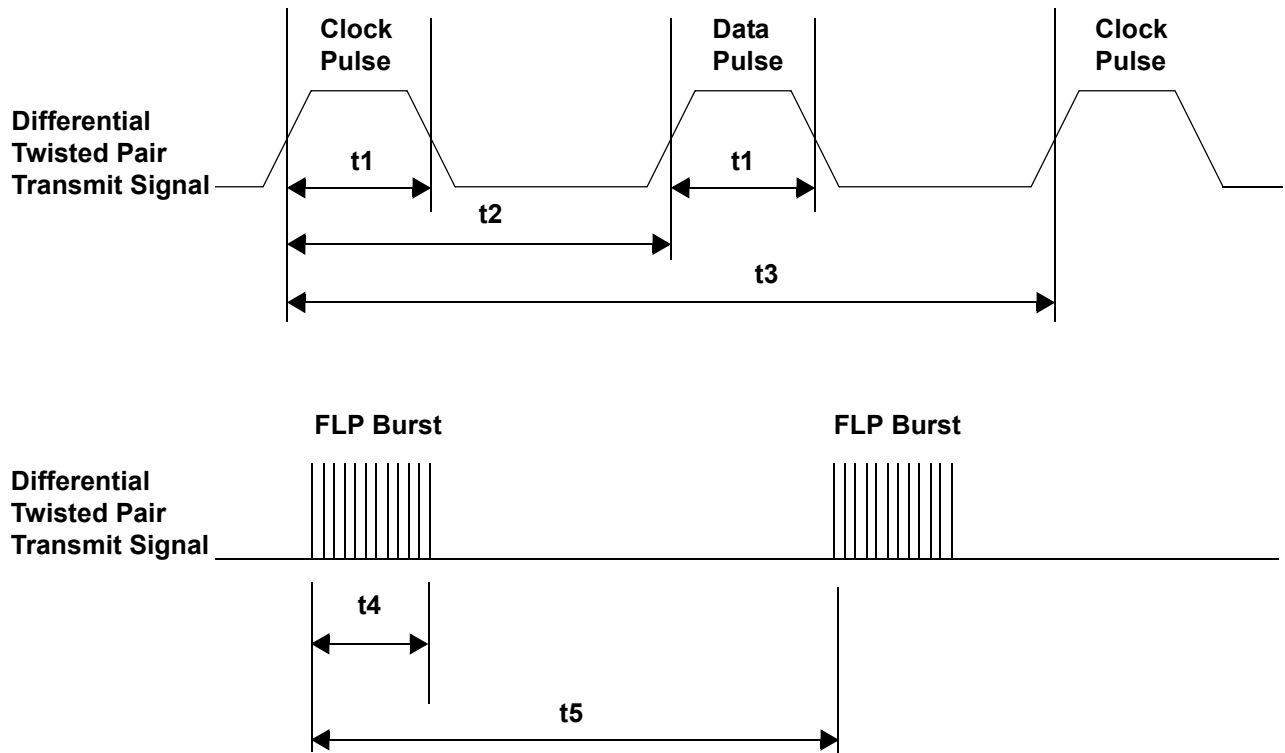 Clock
Pulse
Data
Pulse
Clock
Pulse
Differential
Twisted Pair
Transmit Signal
t1
t1
t2
t3
FLP Burst
FLP Burst
Differential
Twisted Pair
Transmit Signal
t4
t5